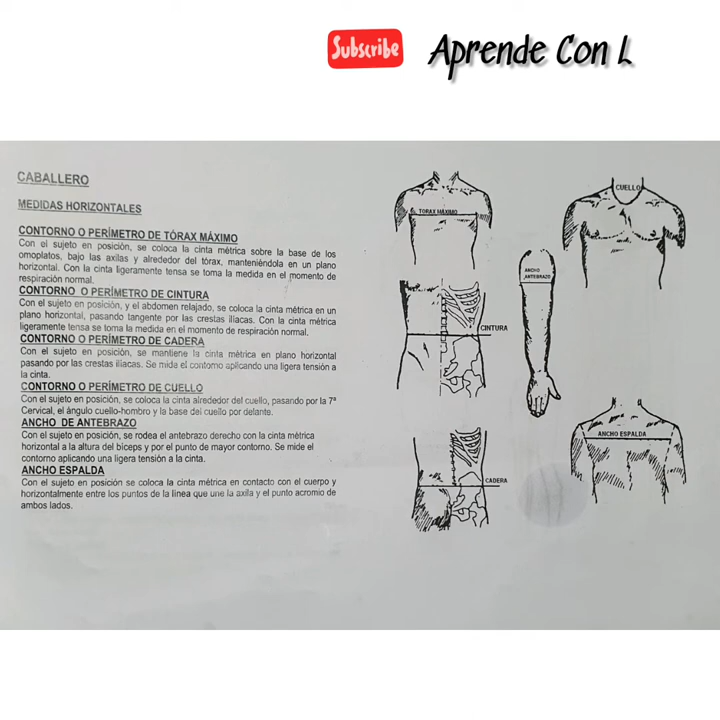 Subscribe
Aprende Con L
CABALLERO
MEDIDAS HORIZONTALES
CONTORNO O PERÍMETRO DE TÓRAX MÁXIMO
Con el sujeto en posición, se coloca la cinta métrica sobre la base de los
omoplatos, bajo las axilas y alrededor del tórax, manteniéndola en un plano
horizontal. Con la cinta ligeramente tensa se toma la medida en el momento de
respiración normal.
CONTORNO O PERÍMETRO DE CINTURA
Con el sujeto en posición, y el abdomen relajado, se coloca la cinta métrica en un
plano horizontal, pasando tangente por las crestas iliacas. Con la cinta métrica
ligeramente tensa se toma la medida en el momento de respiración normal.
CONTORNO O PERÍMETRO DE CADERA
Con el sujeto en posición, se mantiene la cinta métrica en plano horizontal
pasando por las crestas iliacas. Se mide el contorno aplicando una ligera tensión a
la cinta.
CONTORNO O PERÍMETRO DE CUELLO
Con el sujeto en posición, se coloca la cinta alrededor del cuello, pasando por la 7ª
Cervical, el ángulo cuello-hombro y la base del cuello por delante.
ANCHO DE ANTEBRAZO
Con el sujeto en posición, se rodea el antebrazo derecho con la cinta métrica
horizontal a la altura del bíceps y por el punto de mayor contorno. Se mide el
contorno aplicando una ligera tensión a la cinta.
ANCHO ESPALDA
Con el sujeto en posición se coloca la cinta métrica en contacto con el cuerpo y
horizontalmente entre los puntos de la línea que une la axila y el punto acromio de
ambos lados.
TORAX MÁXIMO
CUELLO
ANCHO
ANTEBRAZO
CINTURA
ANCHO ESPALDA
CADERA